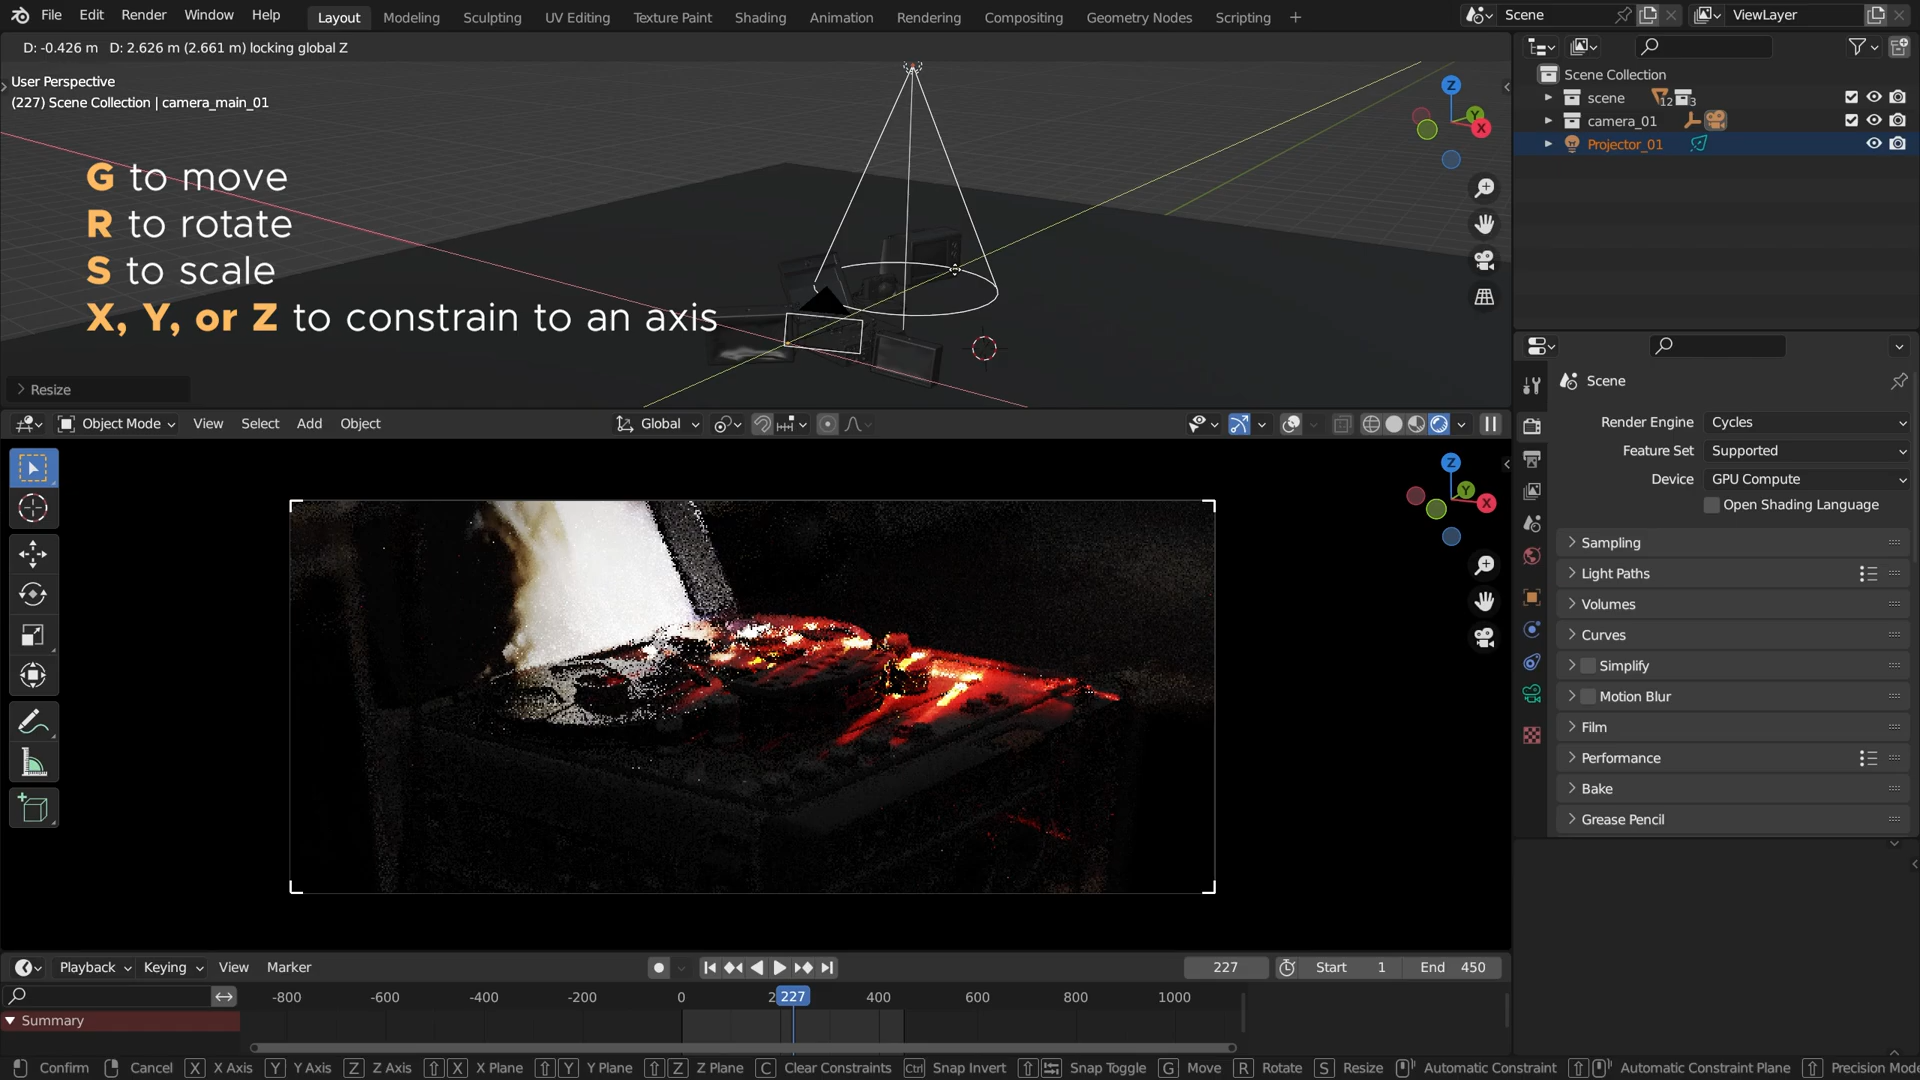 File Edit Render Window Help Layout Modeling Sculpting UV Editing Texture Paint Shading Animation Rendering Compositing Geometry Nodes Scripting + Scene ViewLayer
D: -0.426 m D: 2.626 m (2.661 m) locking global Z
User Perspective
(227) Scene Collection | camera_main_01
G to move
R to rotate
S to scale
X, Y, or Z to constrain to an axis
Resize
Z
Y
X
Scene Collection
scene 12 3
camera_01
Projector_01
Scene
Render Engine Cycles
Feature Set Supported
Device GPU Compute
Open Shading Language
Sampling
Light Paths
Volumes
Curves
Simplify
Motion Blur
Film
Performance
Bake
Grease Pencil
Object Mode View Select Add Object Global
Z
Y
X
Playback Keying View Marker 227 Start 1 End 450
-800 -600 -400 -200 0 2 227 400 600 800 1000
Summary
Confirm Cancel X X Axis Y Y Axis Z Z Axis X X Plane Y Y Plane Z Z Plane C Clear Constraints Ctrl Snap Invert Snap Toggle G Move R Rotate S Resize Automatic Constraint Automatic Constraint Plane Precision Mode